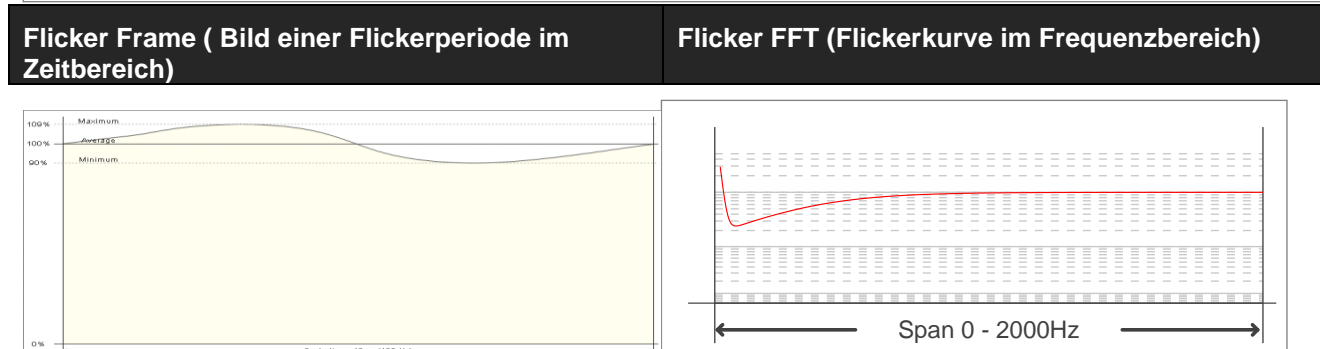 Flicker Frame ( Bild einer Flickerperiode im
Zeitbereich)
Flicker FFT (Flickerkurve im Frequenzbereich)
109%
Maximum
100%
Average
90%
Minimum
0%
Span 0 - 2000Hz